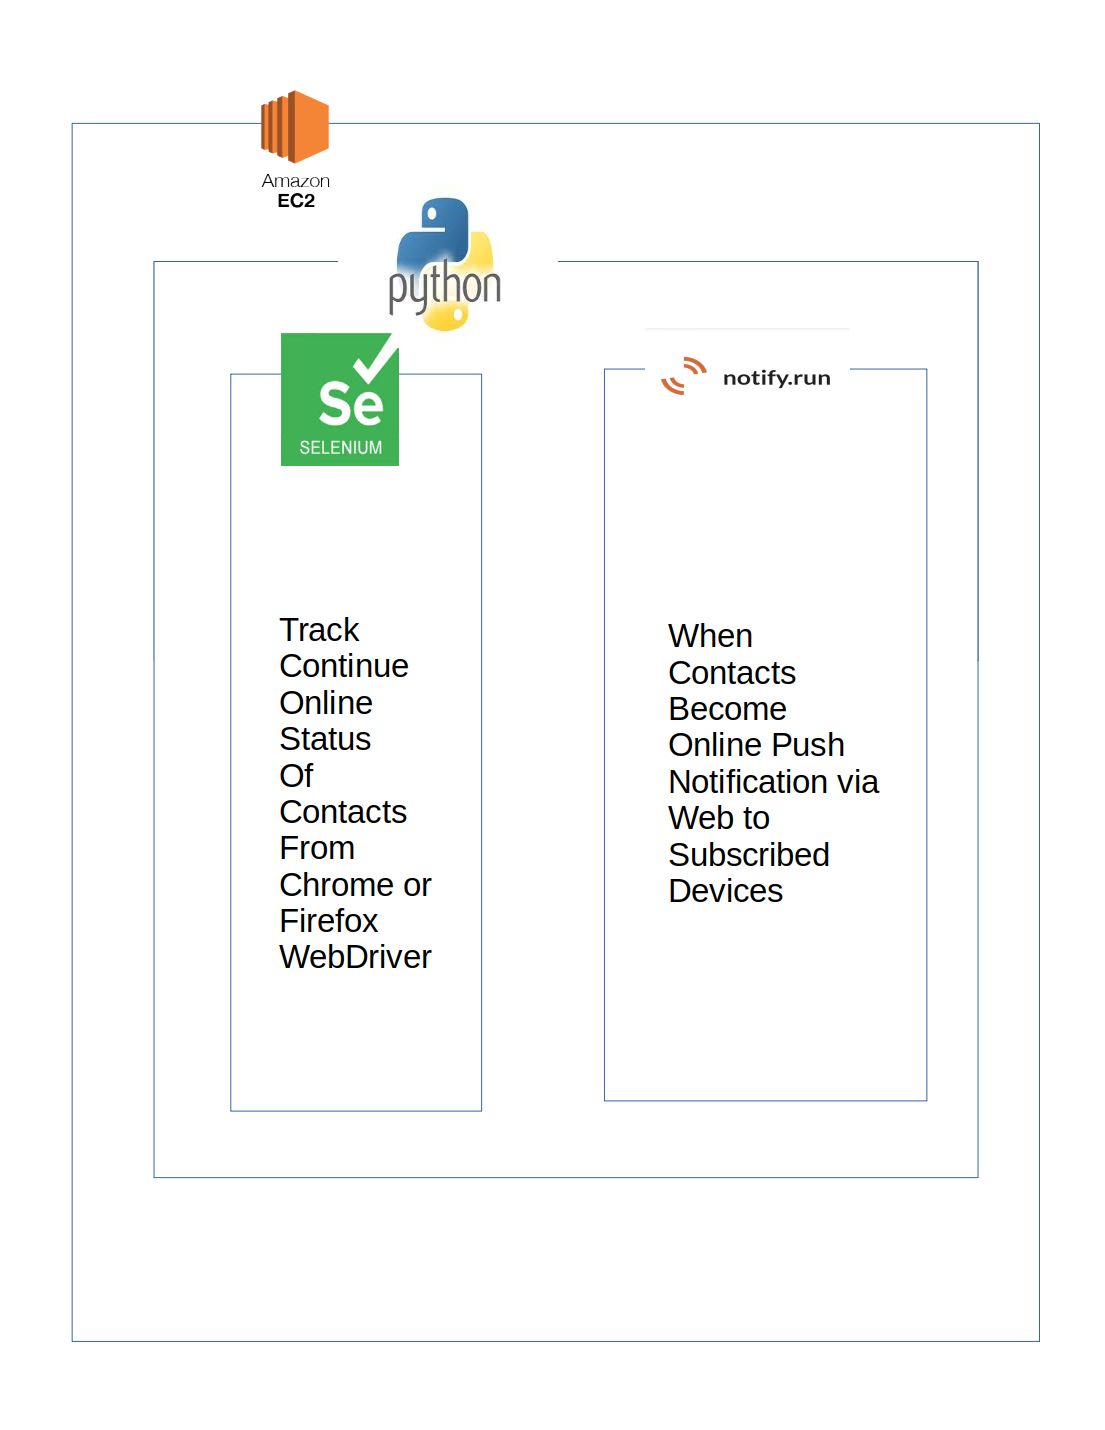 Amazon
EC2
python
Se
SELENIUM
notify.run
Track
Continue
Online
Status
Of
Contacts
From
Chrome or
Firefox
WebDriver
When
Contacts
Become
Online Push
Notification via
Web to
Subscribed
Devices